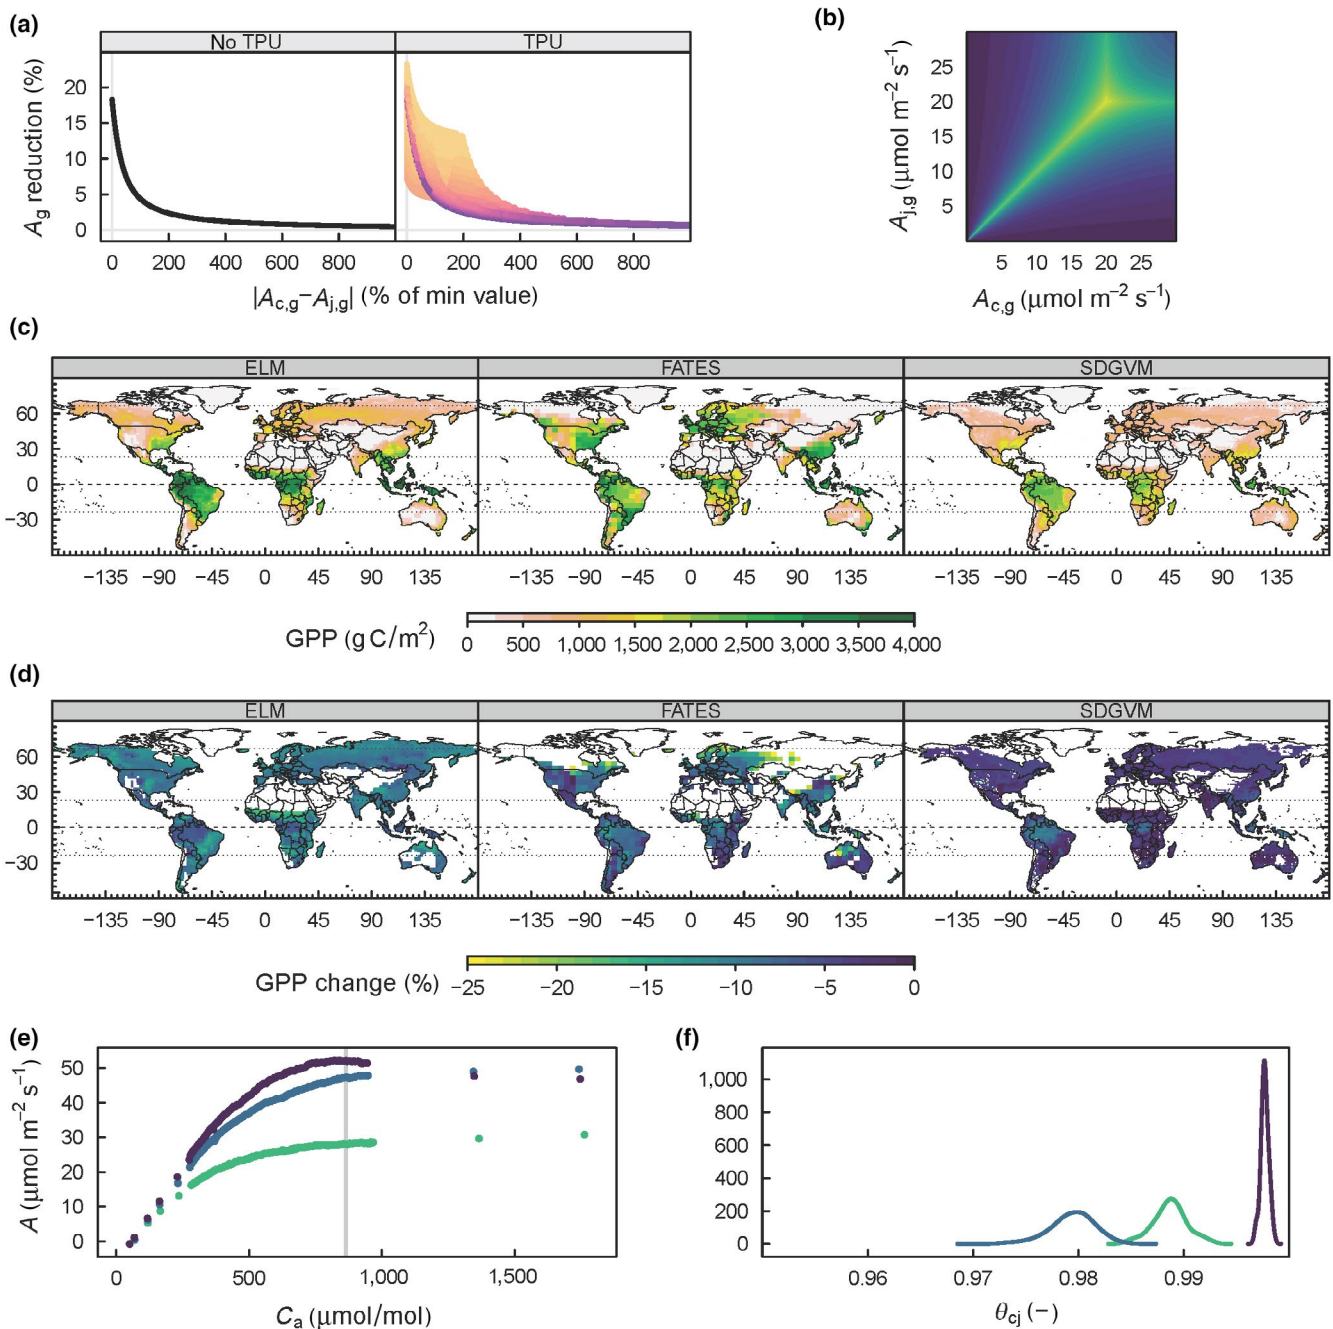 (a)
No TPU
TPU
A_g reduction (%)
20
15
10
5
0
0 200 400 600 800
0 200 400 600 800
|A_c,g−A_j,g| (% of min value)
(b)
A_j,g (μmol m⁻² s⁻¹)
25
20
15
10
5
5 10 15 20 25
A_c,g (μmol m⁻² s⁻¹)
(c)
ELM
FATES
SDGVM
60
30
0
−30
−135 −90 −45 0 45 90 135
−135 −90 −45 0 45 90 135
−135 −90 −45 0 45 90 135
GPP (g C/m²)
0 500 1,000 1,500 2,000 2,500 3,000 3,500 4,000
(d)
ELM
FATES
SDGVM
60
30
0
−30
−135 −90 −45 0 45 90 135
−135 −90 −45 0 45 90 135
−135 −90 −45 0 45 90 135
GPP change (%)
−25 −20 −15 −10 −5 0
(e)
A (μmol m⁻² s⁻¹)
50
40
30
20
10
0
0 500 1,000 1,500
C_a (μmol/mol)
(f)
1,000
800
600
400
200
0
0.96 0.97 0.98 0.99
θ_cj (−)